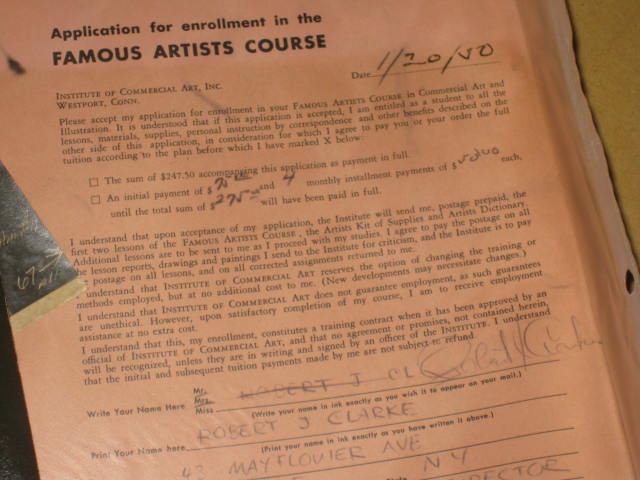 Application for enrollment in the
FAMOUS ARTISTS COURSE
INSTITUTE OF COMMERCIAL ART, INC.
WESTPORT, CONN.
Date 1/20/50
Please accept my application for enrollment in your FAMOUS ARTISTS COURSE in Commercial Art and
Illustration. It is understood that if this application is accepted, I am entitled as a student to all the
lessons, materials, supplies, personal instruction by correspondence and other benefits described on the
other side of this application, in consideration for which I agree to pay you or your order the full
tuition according to the plan before which I have marked X below:
☐ The sum of $247.50 accompanying this application as payment in full.
☐ An initial payment of $ and 4 monthly installment payments of $ each,
until the total sum of $275 will have been paid in full.
I understand that upon acceptance of my application, the Institute will send me, postage prepaid, the
first two lessons of the FAMOUS ARTISTS COURSE, the Artists Kit of Supplies and Artists Dictionary.
Additional lessons are to be sent to me as I proceed with my studies. I agree to pay the postage on all
the lesson reports, drawings and paintings I send to the Institute for criticism, and the Institute is to pay
postage on all lessons, and on all corrected assignments returned to me.
understand that INSTITUTE OF COMMERCIAL ART reserves the option of changing the training or
methods employed, but at no additional cost to me. (New developments may necessitate changes.)
I understand that INSTITUTE OF COMMERCIAL ART does not guarantee employment, as such guarantees
are unethical. However, upon satisfactory completion of my course, I am to receive employment
assistance at no extra cost.
I understand that this, my enrollment, constitutes a training contract when it has been approved by an
official of INSTITUTE OF COMMERCIAL ART, and that no agreement or promises, not contained herein,
will be recognized, unless they are in writing and signed by an officer of the INSTITUTE. I understand
that the initial and subsequent tuition payments made by me are not subject to refund.
Mr.
Mrs.
Miss
Write Your Name Here ROBERT J CL
(Write your name in ink exactly as you wish it to appear on your mail.)
Print Your Name here ROBERT J CLARKE
(Print your name in ink exactly as you have written it above.)
MAYFLOWER AVE
NY